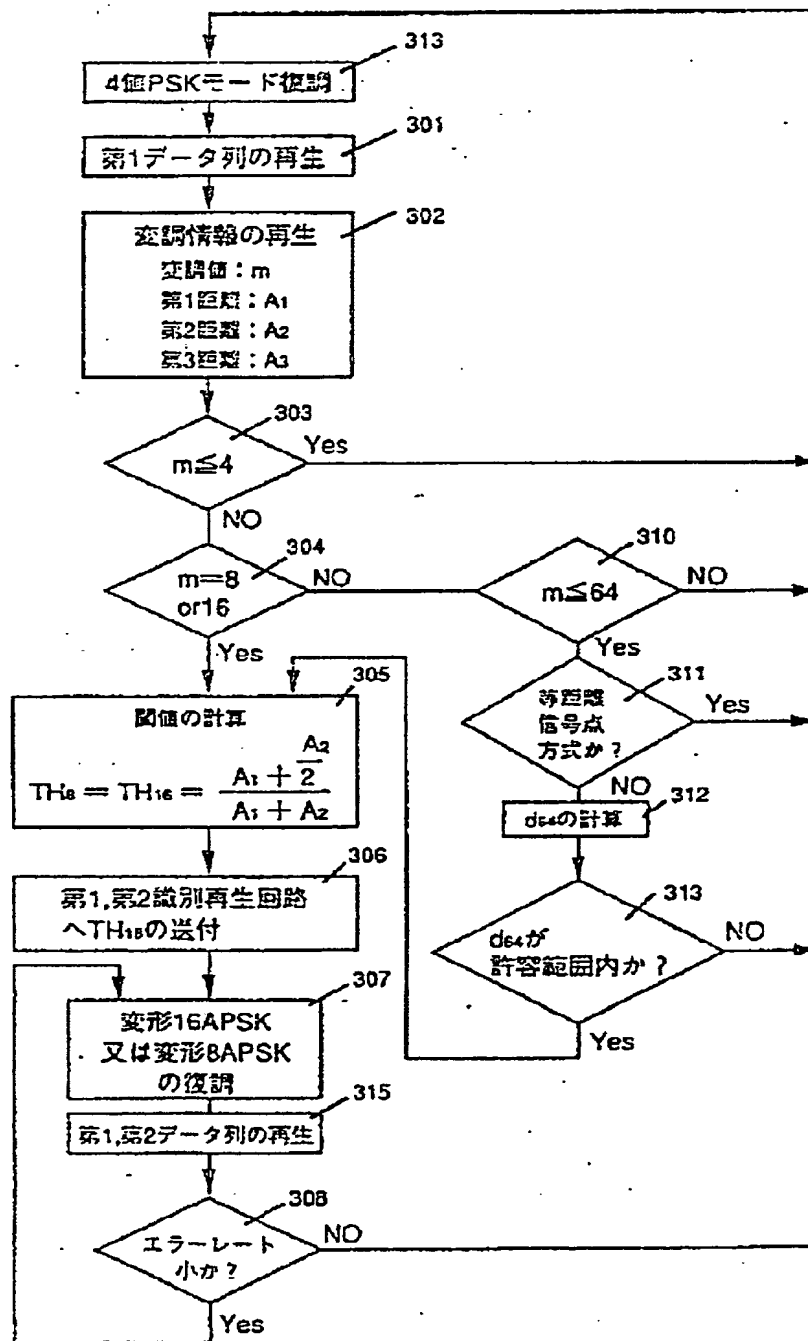 313
4値PSKモード復調
301
第1データ列の再生
302
変調情報の再生
変調値：m
第1距離：A₁
第2距離：A₂
第3距離：A₃
303
m≦4
Yes
NO
304
m=8
or16
NO
Yes
310
m≦64
NO
Yes
311
等距離
信号点
方式か？
Yes
NO
312
d₆₄の計算
313
d₆₄が
許容範囲内か？
NO
Yes
305
閾値の計算
TH₈ = TH₁₆ = (A₁ + A₂/2) / (A₁ + A₂)
306
第1,第2識別再生回路
へTH₁₆の送付
307
変形16APSK
又は変形8APSK
の復調
315
第1,第2データ列の再生
308
エラーレート
小か？
NO
Yes